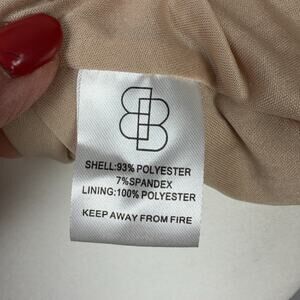 SHELL:93% POLYESTER
7%SPANDEX
LINING:100% POLYESTER
KEEP AWAY FROM FIRE